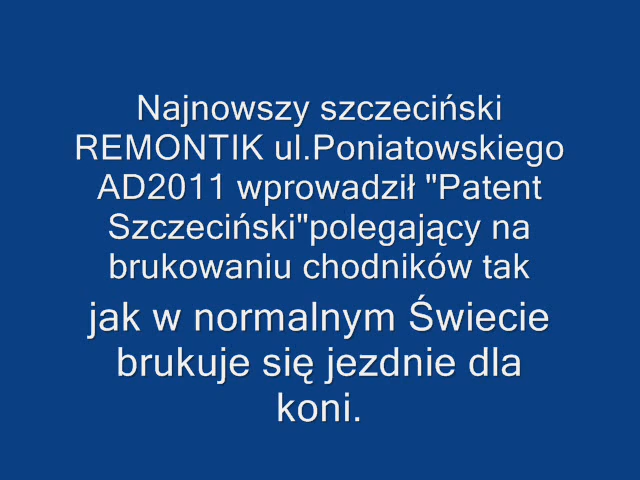 Najnowszy szczeciński
REMONTIK ul.Poniatowskiego
AD2011 wprowadził "Patent
Szczeciński"polegający na
brukowaniu chodników tak
jak w normalnym Świecie
brukuje się jezdnie dla
koni.